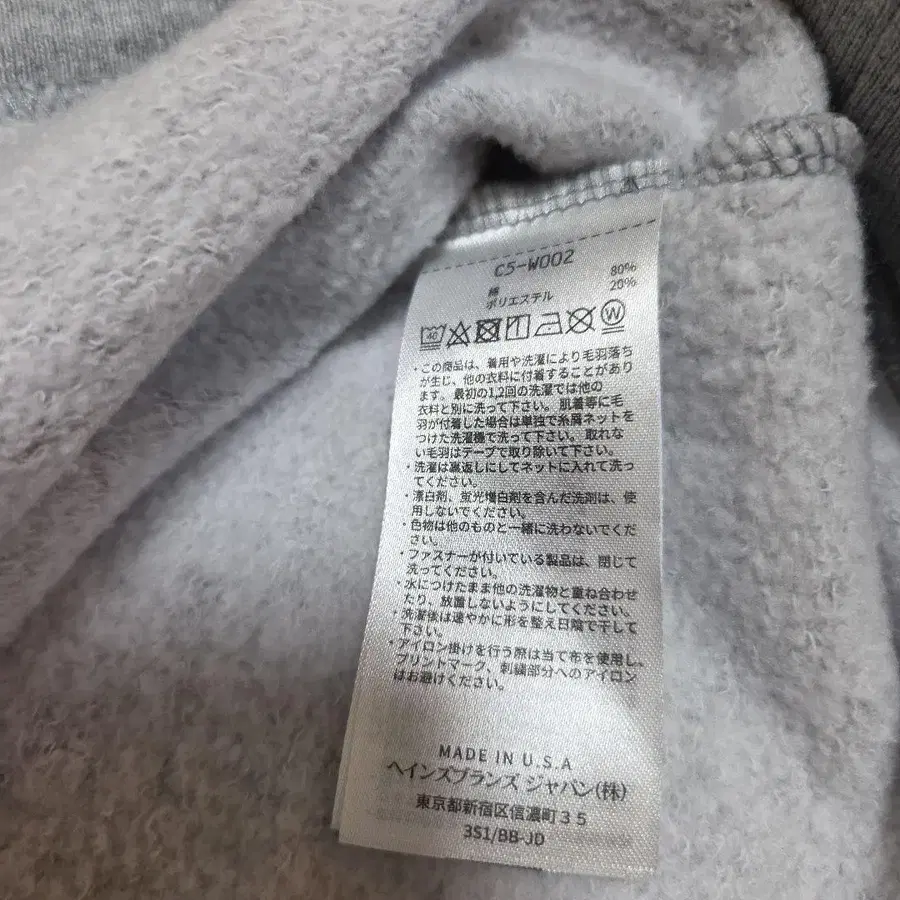 C5-W002
綿 80%
ポリエステル 20%
40 W
・この商品は、着用や洗濯により毛羽落ち
が生じ、他の衣料に付着することがあり
ます。最初の1,2回の洗濯では他の
衣料と別に洗って下さい。肌着等に毛
羽が付着した場合は単独で糸屑ネットを
つけた洗濯機で洗って下さい。取れな
い毛羽はテープで取り除いて下さい。
・洗濯は裏返しにしてネットに入れて洗っ
てください。
・漂白剤、蛍光増白剤を含んだ洗剤は、使
用しないでください。
・色物は他のものと一緒に洗わないでくだ
さい。
・ファスナーが付いている製品は、閉じて
洗ってください。
・水につけたまま他の洗濯物と重ね合わせ
たり、放置しないようにしてください。
・洗濯後は速やかに形を整え日陰で干して
下さい。
・アイロン掛けを行う際は当て布を使用し、
プリントマーク、刺繍部分へのアイロン
はお避けください。
MADE IN U.S.A
ヘインズブランズ ジャパン(株)
東京都新宿区信濃町35
3S1/BB-JD